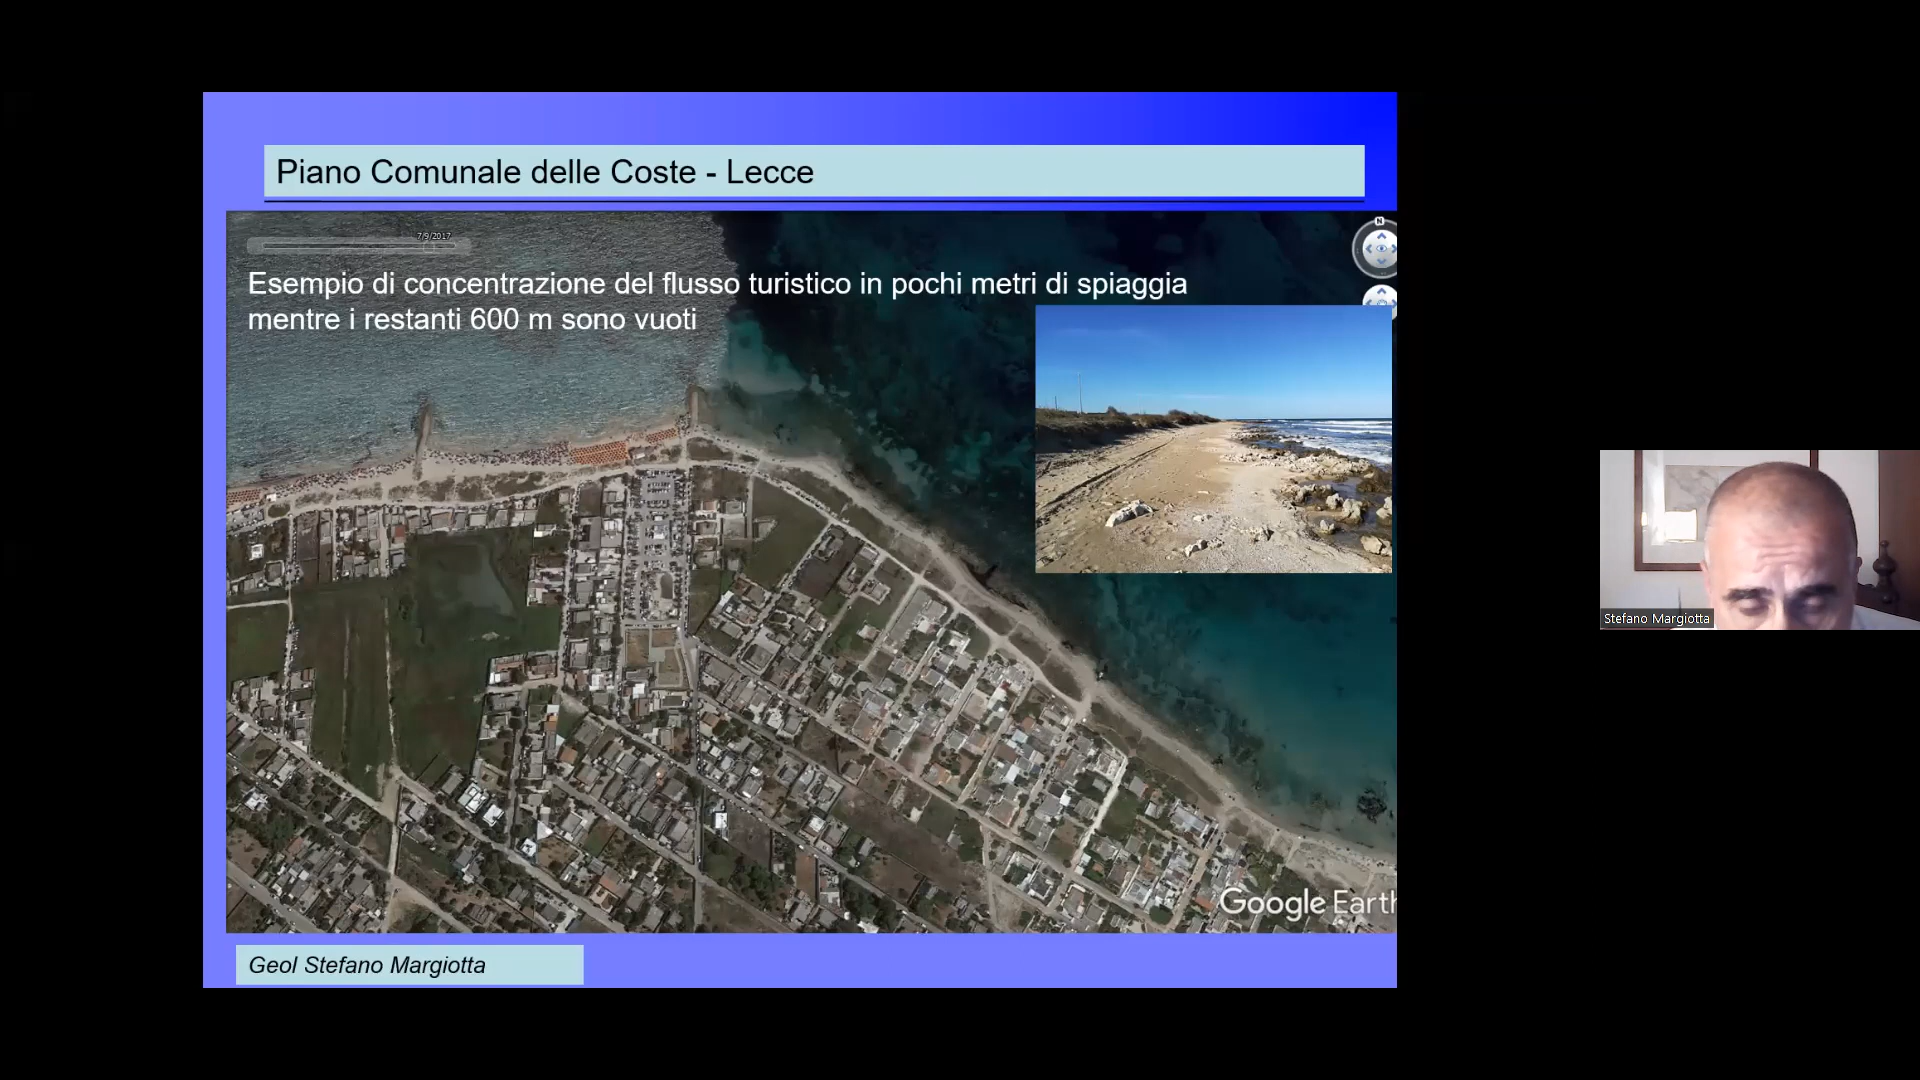 Piano Comunale delle Coste - Lecce
7/9/2017
Esempio di concentrazione del flusso turistico in pochi metri di spiaggia
mentre i restanti 600 m sono vuoti
N
Google Earth
Stefano Margiotta
Geol Stefano Margiotta